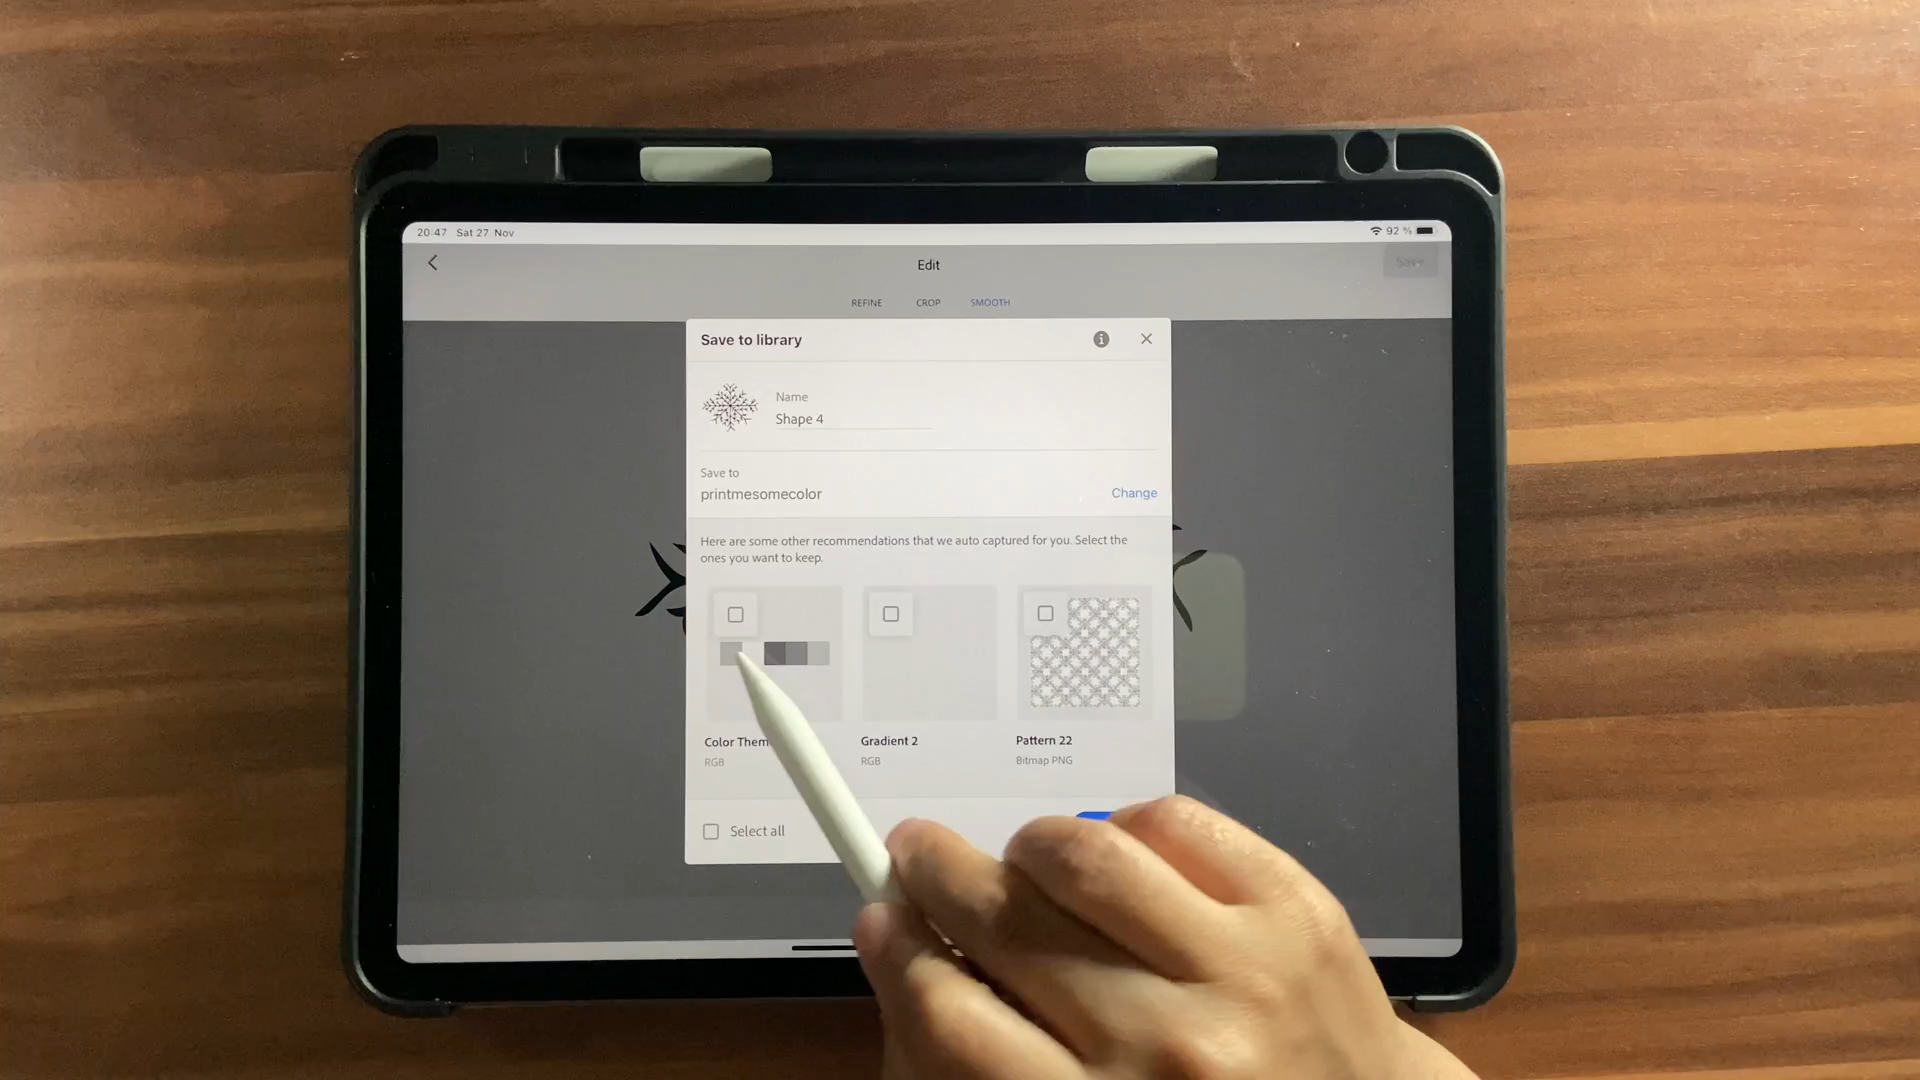 20:47 Sat 27 Nov
92 %
Edit
Save
REFINE CROP SMOOTH
Save to library
Name
Shape 4
Save to
printmesomecolor
Change
Here are some other recommendations that we auto captured for you. Select the
ones you want to keep.
Color Them
RGB
Gradient 2
RGB
Pattern 22
Bitmap PNG
Select all